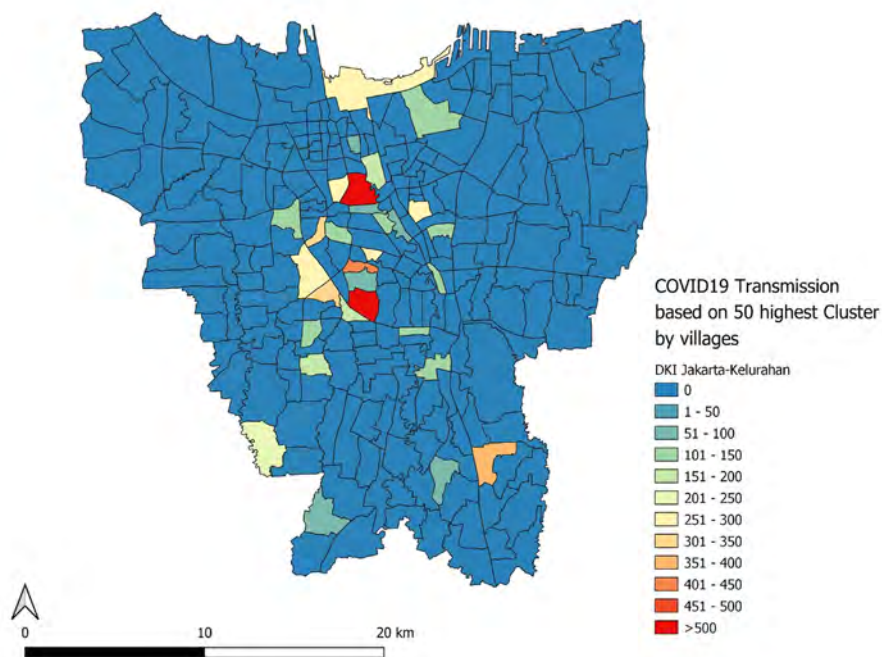 COVID19 Transmission
based on 50 highest Cluster
by villages
DKI Jakarta-Kelurahan
0
1 - 50
51 - 100
101 - 150
151 - 200
201 - 250
251 - 300
301 - 350
351 - 400
401 - 450
451 - 500
>500
0 10 20 km